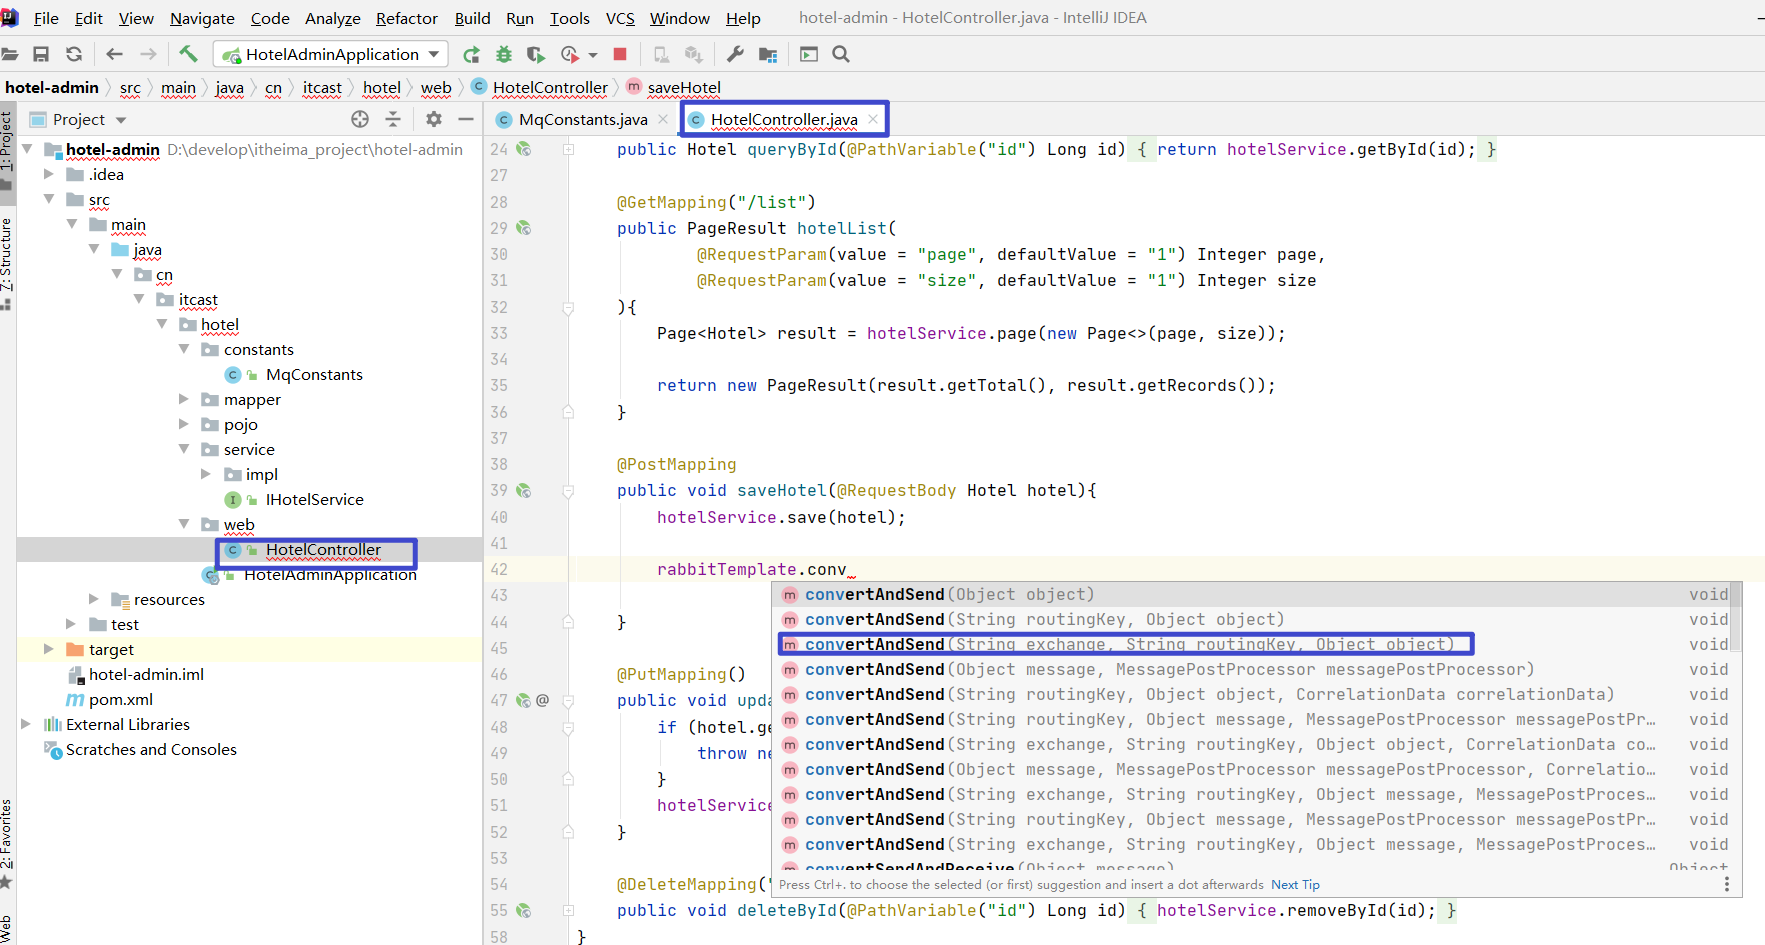 File Edit View Navigate Code Analyze Refactor Build Run Tools VCS Window Help hotel-admin - HotelController.java - IntelliJ IDEA
HotelAdminApplication
hotel-admin src main java cn itcast hotel web HotelController saveHotel
1: Project
7: Structure
2: Favorites
Web
Project
hotel-admin D:\develop\itheima_project\hotel-admin
.idea
src
main
java
cn
itcast
hotel
constants
MqConstants
mapper
pojo
service
impl
IHotelService
web
HotelController
HotelAdminApplication
resources
test
target
hotel-admin.iml
pom.xml
External Libraries
Scratches and Consoles
MqConstants.java HotelController.java
24 public Hotel queryById(@PathVariable("id") Long id) { return hotelService.getById(id); }
27
28 @GetMapping("/list")
29 public PageResult hotelList(
30 @RequestParam(value = "page", defaultValue = "1") Integer page,
31 @RequestParam(value = "size", defaultValue = "1") Integer size
32 ){
33 Page<Hotel> result = hotelService.page(new Page<>(page, size));
34
35 return new PageResult(result.getTotal(), result.getRecords());
36 }
37
38 @PostMapping
39 public void saveHotel(@RequestBody Hotel hotel){
40 hotelService.save(hotel);
41
42 rabbitTemplate.conv
43
44 }
45
46 @PutMapping()
47 @ public void upda
48 if (hotel.ge
49 throw ne
50 }
51 hotelService
52 }
53
54 @DeleteMapping("
55 public void deleteById(@PathVariable("id") Long id) { hotelService.removeById(id); }
58 }
convertAndSend(Object object) void
convertAndSend(String routingKey, Object object) void
convertAndSend(String exchange, String routingKey, Object object) void
convertAndSend(Object message, MessagePostProcessor messagePostProcessor) void
convertAndSend(String routingKey, Object object, CorrelationData correlationData) void
convertAndSend(String routingKey, Object message, MessagePostProcessor messagePostPr… void
convertAndSend(String exchange, String routingKey, Object object, CorrelationData co… void
convertAndSend(Object message, MessagePostProcessor messagePostProcessor, Correlatio… void
convertAndSend(String exchange, String routingKey, Object message, MessagePostProces… void
convertAndSend(String routingKey, Object message, MessagePostProcessor messagePostPr… void
convertAndSend(String exchange, String routingKey, Object message, MessagePostProces… void
convertSendAndReceive(Object message) Object
Press Ctrl+. to choose the selected (or first) suggestion and insert a dot afterwards Next Tip